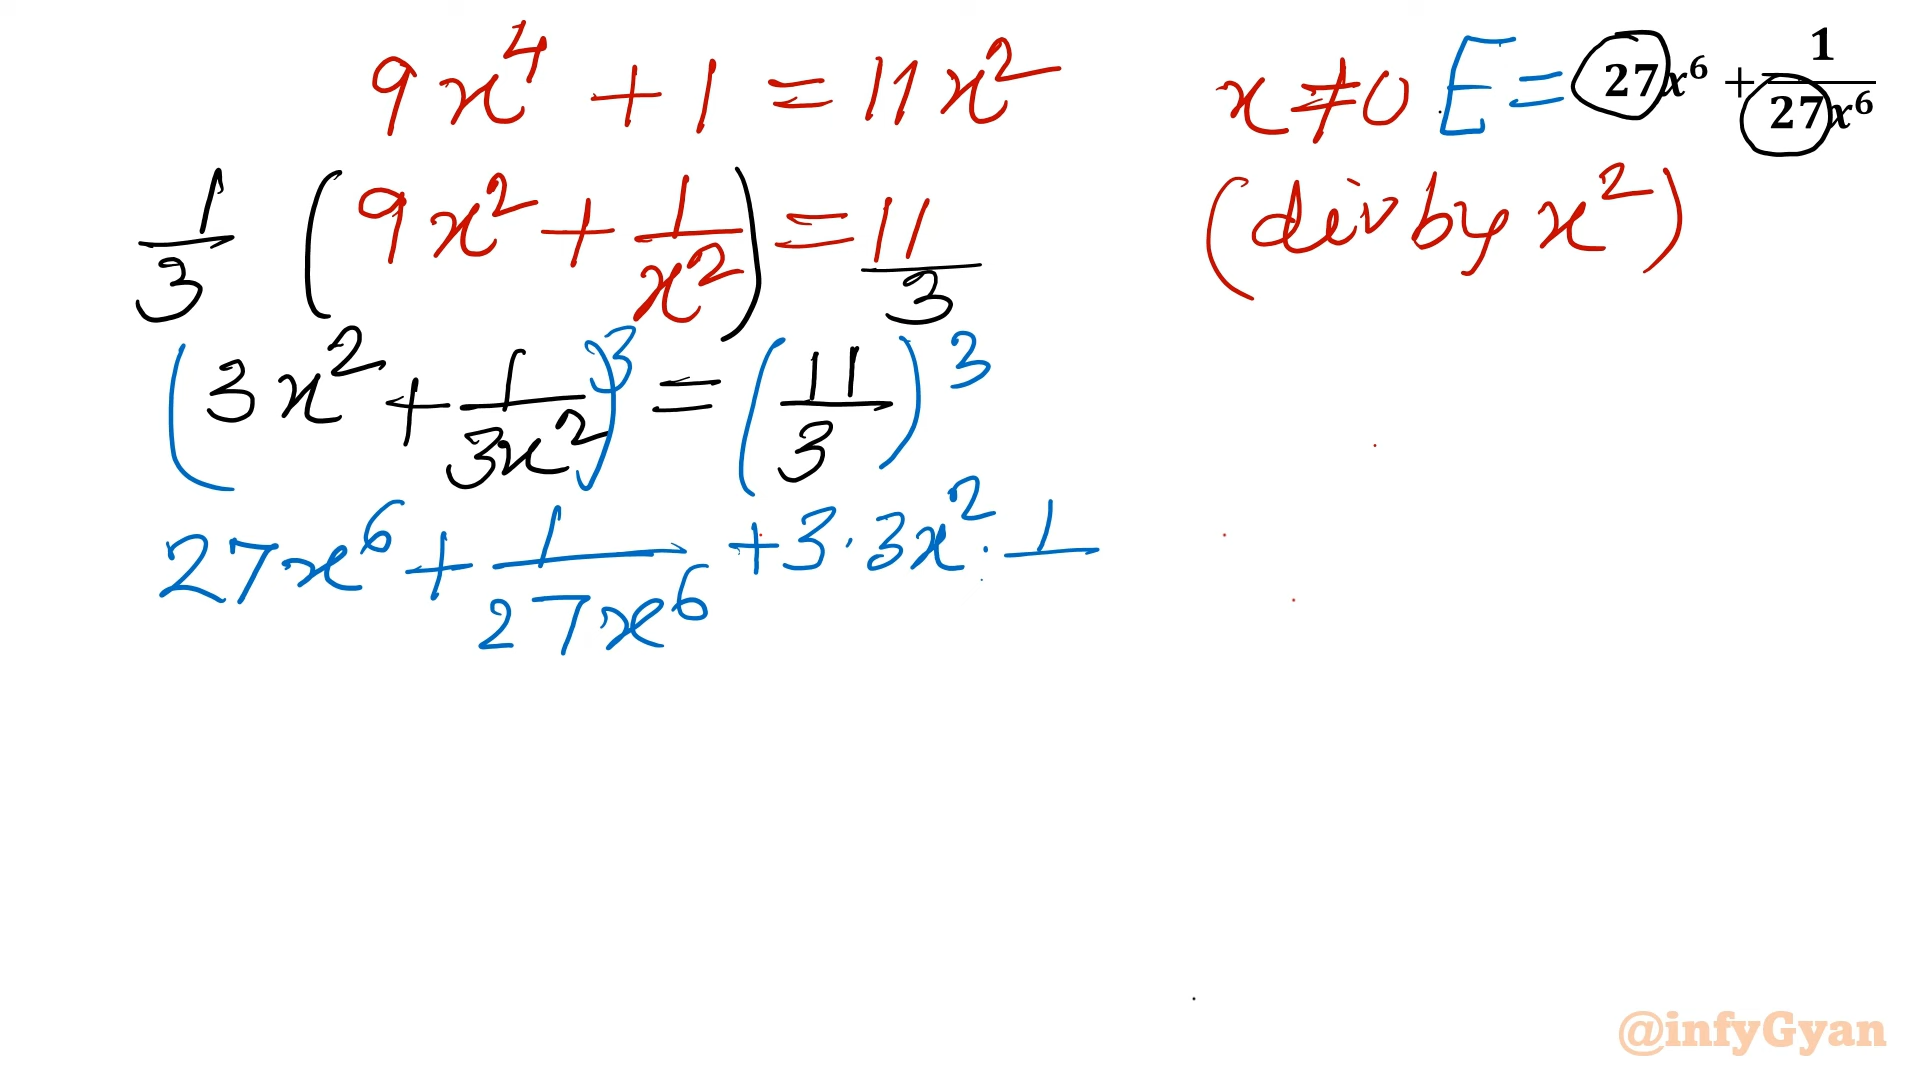 9x⁴ + 1 = 11x² x ≠ 0 E = 27x⁶ + 1/27x⁶
1/3 (9x² + 1/x²) = 11/3 (div by x²)
(3x² + 1/3x²)³ = (11/3)³
27x⁶ + 1/27x⁶ + 3·3x²·1/
@infyGyan